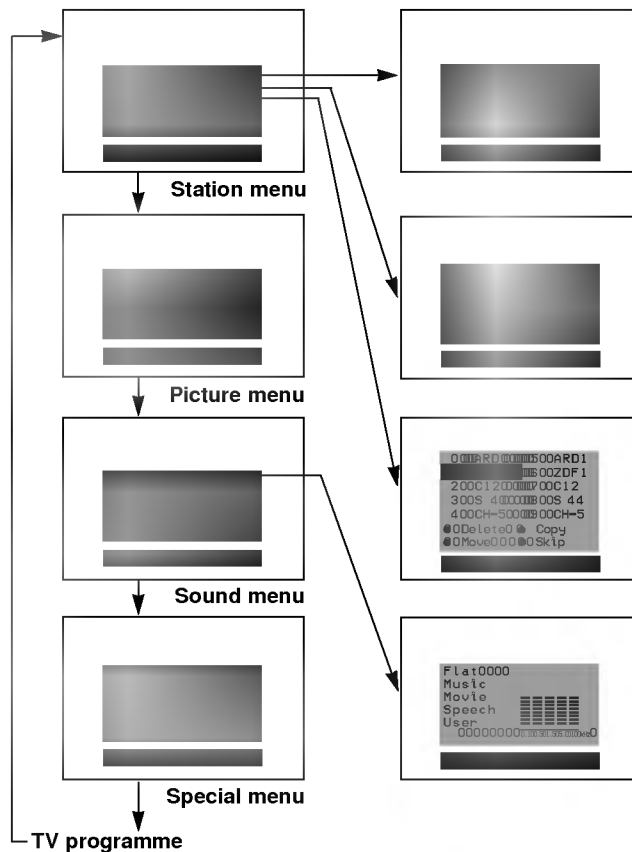 Station menu
Picture menu
ARD1
ZDF1
C12
S 44
CH-5
Delete Copy
Move Skip
Sound menu
Flat
Music
Movie
Speech
User
Special menu
TV programme